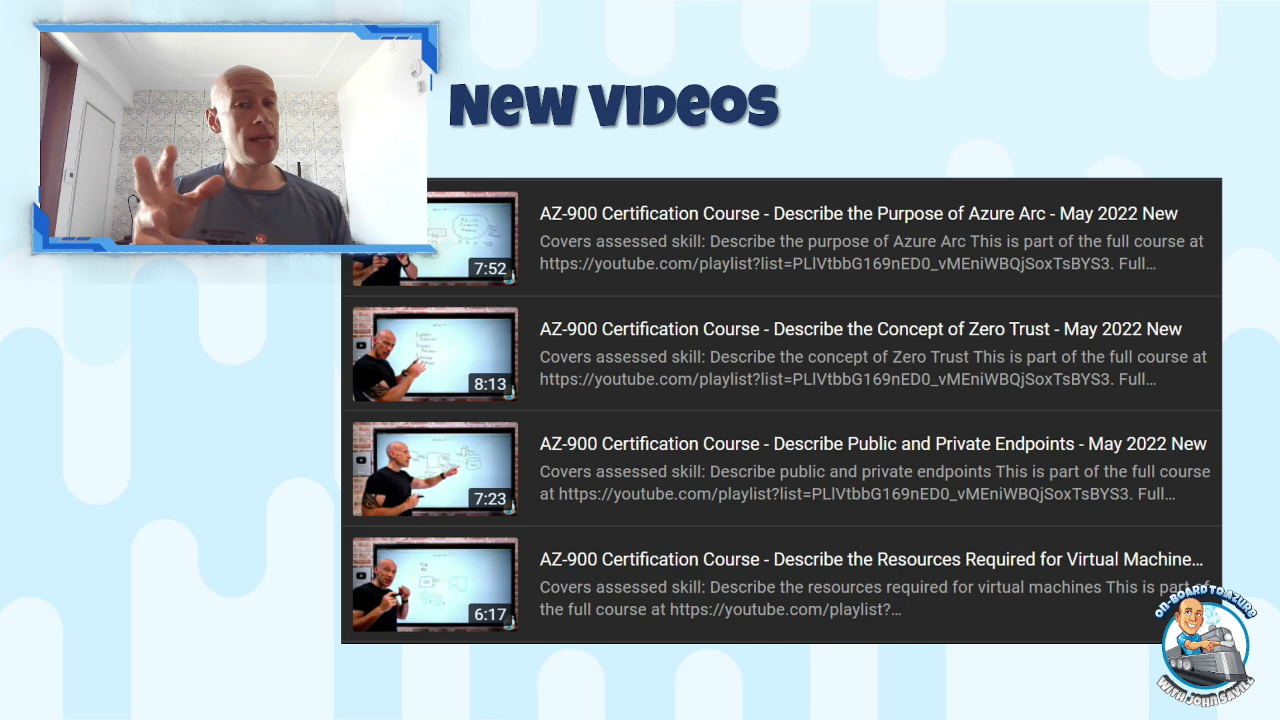 New Videos
AZ-900 Certification Course - Describe the Purpose of Azure Arc - May 2022 New
Covers assessed skill: Describe the purpose of Azure Arc This is part of the full course at
https://youtube.com/playlist?list=PLlVtbbG169nED0_vMEniWBQjSoxTsBYS3. Full...
7:52
AZ-900 Certification Course - Describe the Concept of Zero Trust - May 2022 New
Covers assessed skill: Describe the concept of Zero Trust This is part of the full course at
https://youtube.com/playlist?list=PLlVtbbG169nED0_vMEniWBQjSoxTsBYS3. Full...
8:13
AZ-900 Certification Course - Describe Public and Private Endpoints - May 2022 New
Covers assessed skill: Describe public and private endpoints This is part of the full course
at https://youtube.com/playlist?list=PLlVtbbG169nED0_vMEniWBQjSoxTsBYS3. Full...
7:23
AZ-900 Certification Course - Describe the Resources Required for Virtual Machine...
Covers assessed skill: Describe the resources required for virtual machines This is part of
the full course at https://youtube.com/playlist?...
6:17
ON-BOARD TO AZURE
WITH JOHN SAVILL